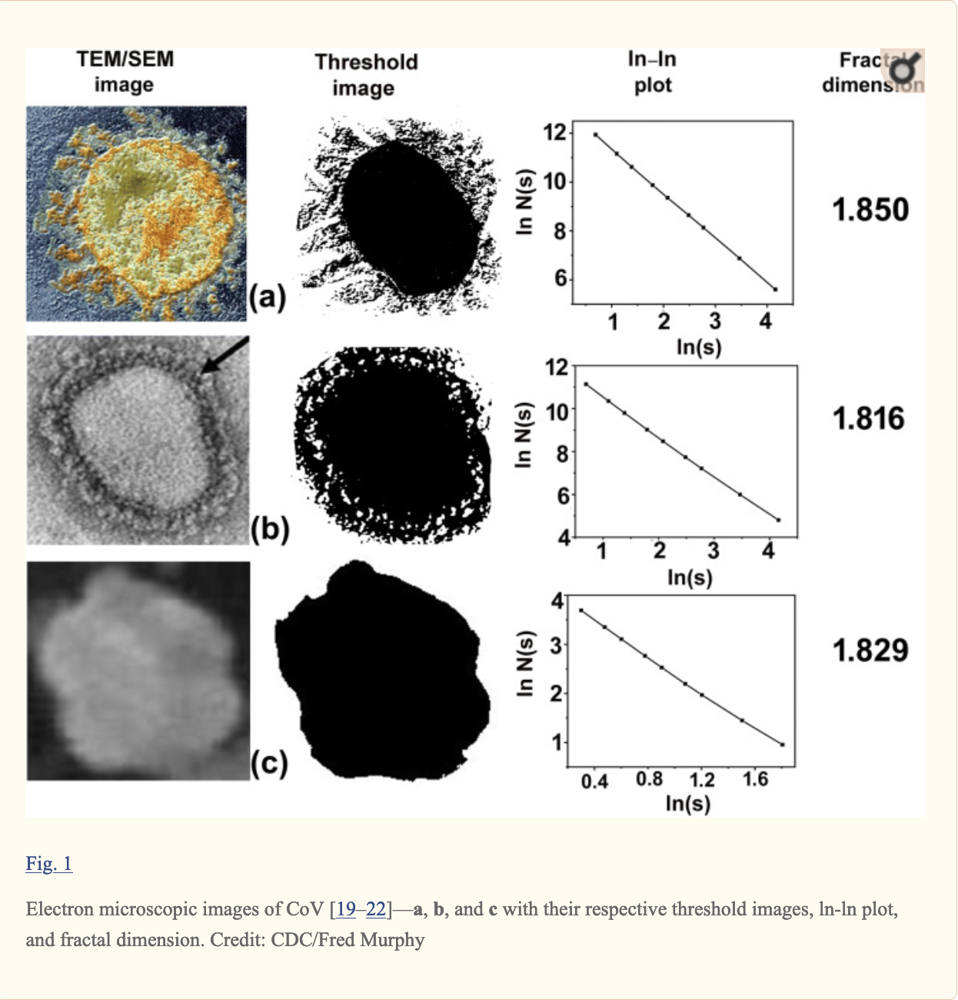 TEM/SEM
image
Threshold
image
ln–ln
plot
Fractal
dimension
(a)
12
10
8
6
ln N(s)
1 2 3 4
ln(s)
1.850
(b)
12
10
8
6
4
ln N(s)
1 2 3 4
ln(s)
1.816
(c)
4
3
2
1
ln N(s)
0.4 0.8 1.2 1.6
ln(s)
1.829
Fig. 1
Electron microscopic images of CoV [19–22]—a, b, and c with their respective threshold images, ln-ln plot,
and fractal dimension. Credit: CDC/Fred Murphy